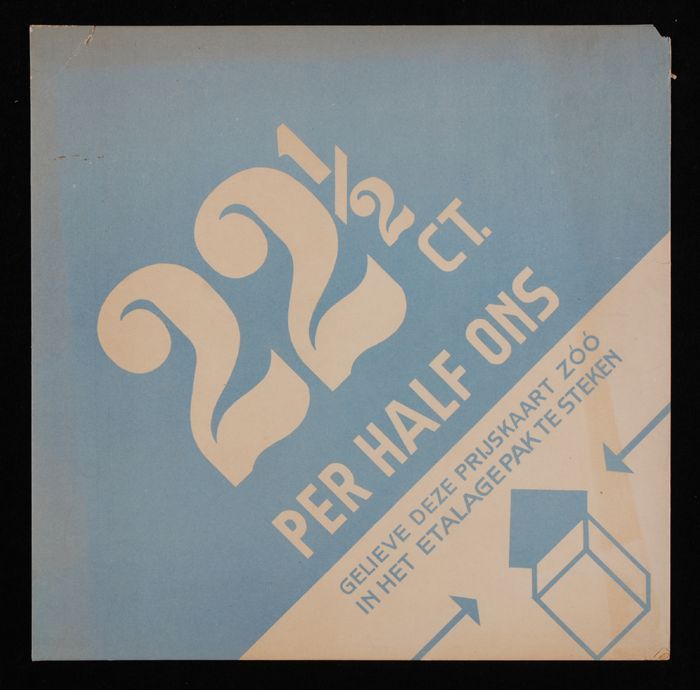 22½ CT.
PER HALF ONS
GELIEVE DEZE PRIJSKAART ZÓÓ
IN HET ETALAGEPAK TE STEKEN